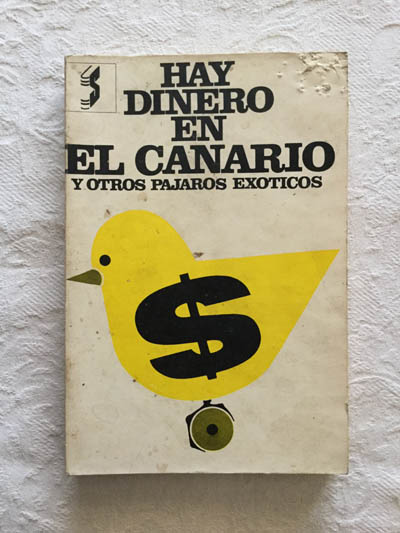 HAY
DINERO
EN
EL CANARIO
Y OTROS PAJAROS EXOTICOS
$